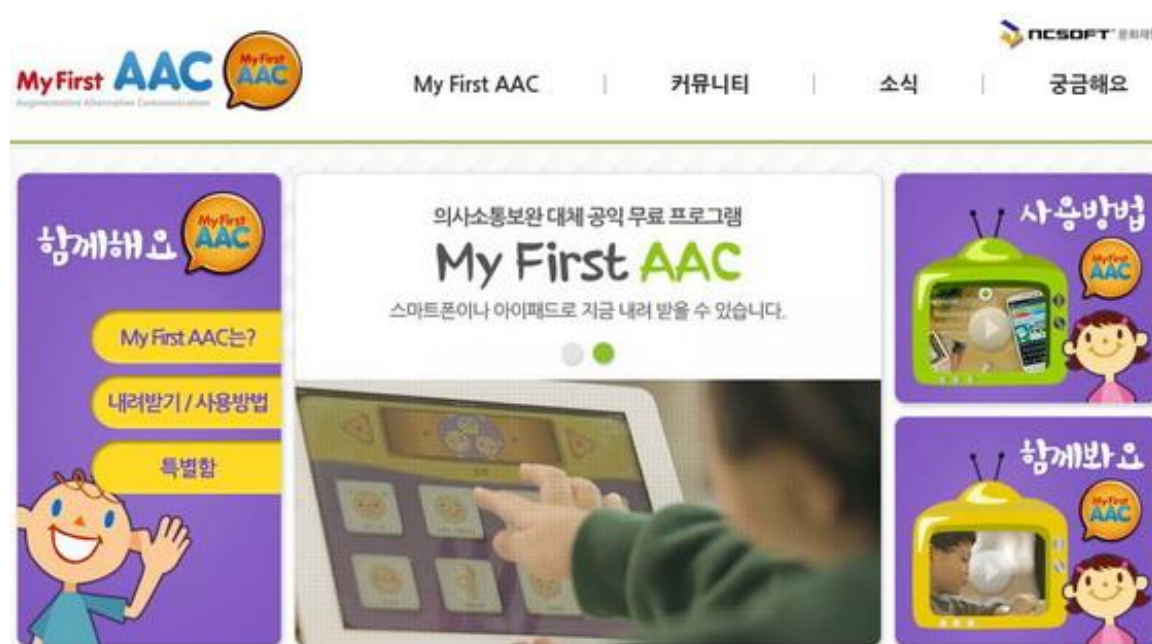 NCSOFT 문화재단
My First AAC
My First AAC
Augmentative Alternative Communication
My First AAC
커뮤니티
소식
궁금해요
함께해요
My First AAC
My First AAC는?
내려받기 / 사용방법
특별함
의사소통보완 대체 공익 무료 프로그램
My First AAC
스마트폰이나 아이패드로 지금 내려 받을 수 있습니다.
사용방법
My First AAC
함께봐요
My First AAC